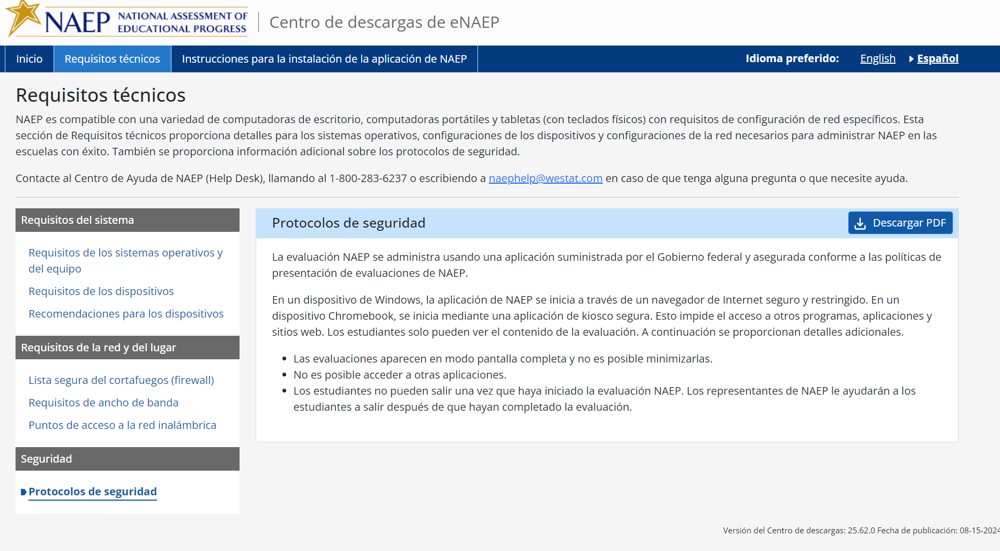 NAEP NATIONAL ASSESSMENT OF
EDUCATIONAL PROGRESS
Centro de descargas de eNAEP
Inicio
Requisitos técnicos
Instrucciones para la instalación de la aplicación de NAEP
Idioma preferido:
English
Español
Requisitos técnicos
NAEP es compatible con una variedad de computadoras de escritorio, computadoras portátiles y tabletas (con teclados físicos) con requisitos de configuración de red específicos. Esta
sección de Requisitos técnicos proporciona detalles para los sistemas operativos, configuraciones de los dispositivos y configuraciones de la red necesarios para administrar NAEP en las
escuelas con éxito. También se proporciona información adicional sobre los protocolos de seguridad.
Contacte al Centro de Ayuda de NAEP (Help Desk), llamando al 1-800-283-6237 o escribiendo a naephelp@westat.com en caso de que tenga alguna pregunta o que necesite ayuda.
Requisitos del sistema
Requisitos de los sistemas operativos y
del equipo
Requisitos de los dispositivos
Recomendaciones para los dispositivos
Requisitos de la red y del lugar
Lista segura del cortafuegos (firewall)
Requisitos de ancho de banda
Puntos de acceso a la red inalámbrica
Seguridad
Protocolos de seguridad
Protocolos de seguridad
Descargar PDF
La evaluación NAEP se administra usando una aplicación suministrada por el Gobierno federal y asegurada conforme a las políticas de
presentación de evaluaciones de NAEP.
En un dispositivo de Windows, la aplicación de NAEP se inicia a través de un navegador de Internet seguro y restringido. En un
dispositivo Chromebook, se inicia mediante una aplicación de kiosco segura. Esto impide el acceso a otros programas, aplicaciones y
sitios web. Los estudiantes solo pueden ver el contenido de la evaluación. A continuación se proporcionan detalles adicionales.
• Las evaluaciones aparecen en modo pantalla completa y no es posible minimizarlas.
• No es posible acceder a otras aplicaciones.
• Los estudiantes no pueden salir una vez que haya iniciado la evaluación NAEP. Los representantes de NAEP le ayudarán a los
estudiantes a salir después de que hayan completado la evaluación.
Versión del Centro de descargas: 25.62.0 Fecha de publicación: 08-15-2024